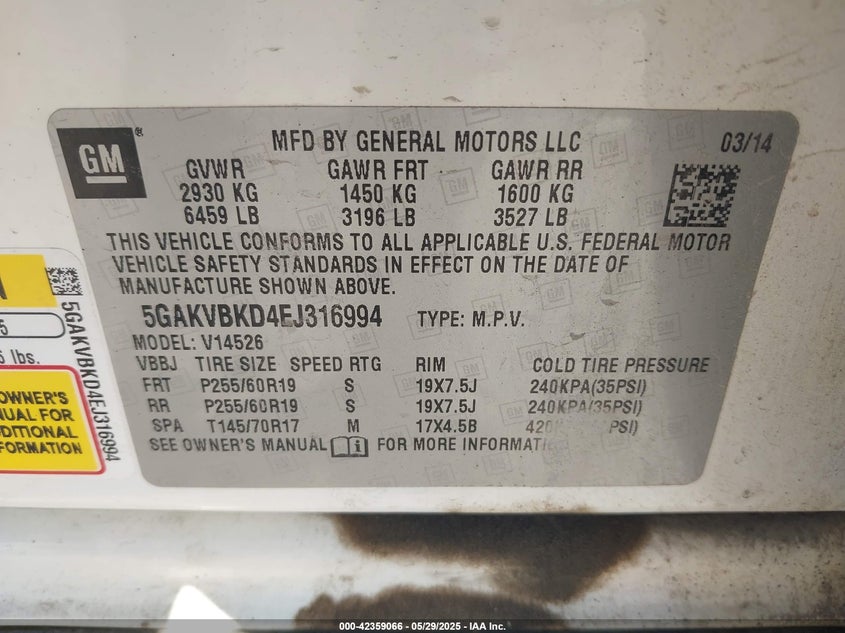 GM
MFD BY GENERAL MOTORS LLC 03/14
GVWR GAWR FRT GAWR RR
2930 KG 1450 KG 1600 KG
6459 LB 3196 LB 3527 LB
THIS VEHICLE CONFORMS TO ALL APPLICABLE U.S. FEDERAL MOTOR
VEHICLE SAFETY STANDARDS IN EFFECT ON THE DATE OF
MANUFACTURE SHOWN ABOVE.
5GAKVBKD4EJ316994 TYPE: M.P.V.
MODEL: V14526
VBBJ TIRE SIZE SPEED RTG RIM COLD TIRE PRESSURE
FRT P255/60R19 S 19X7.5J 240KPA(35PSI)
RR P255/60R19 S 19X7.5J 240KPA(35PSI)
SPA T145/70R17 M 17X4.5B
SEE OWNER'S MANUAL FOR MORE
5GAKVBKD4EJ316994
lbs.
OWNER'S
FOR
000-42359066 - 05/29/2025 - IAA Inc.